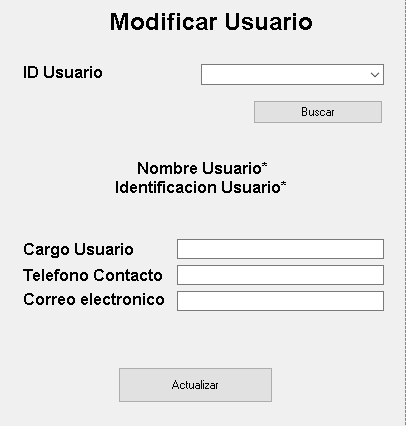 Modificar Usuario
ID Usuario
Buscar
Nombre Usuario*
Identificacion Usuario*
Cargo Usuario
Telefono Contacto
Correo electronico
Actualizar